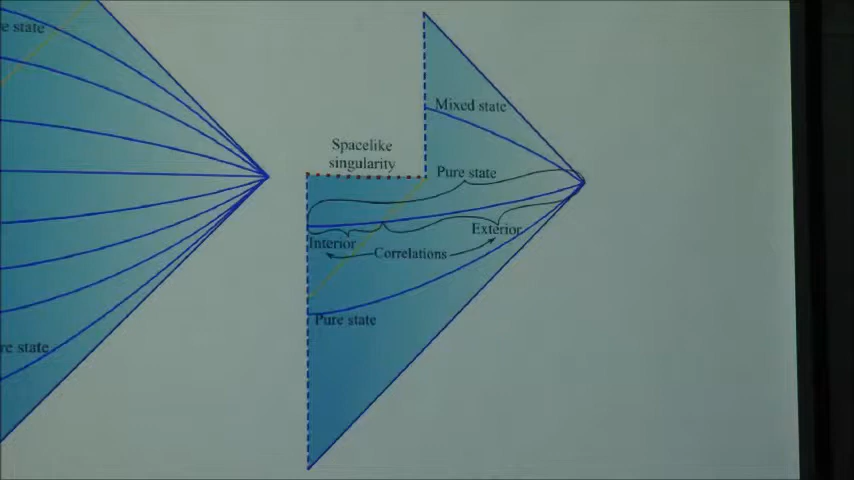 e state
Mixed state
Spacelike
singularity
Pure state
Interior
Exterior
Correlations
Pure state
re state